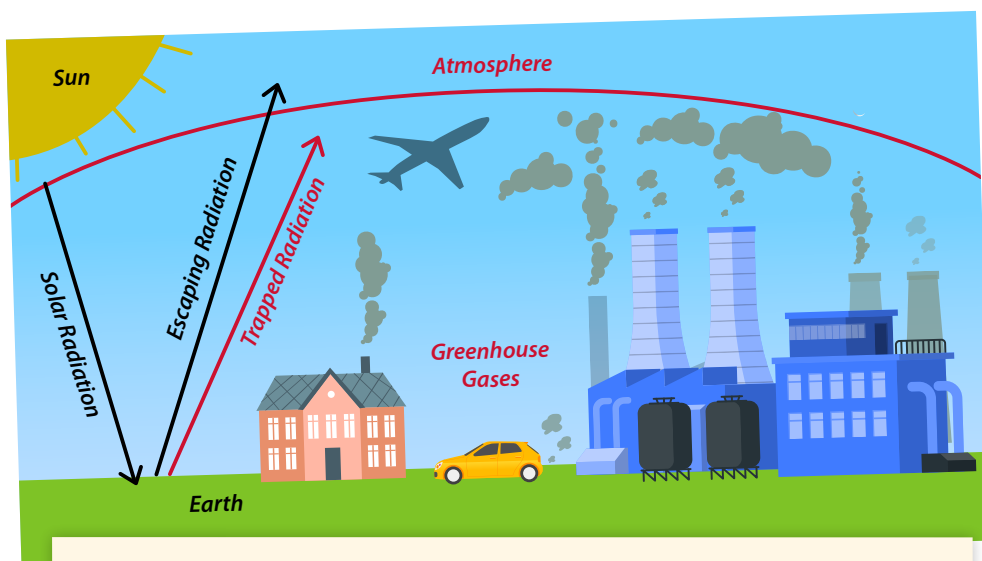 Sun
Atmosphere
Solar Radiation
Escaping Radiation
Trapped Radiation
Greenhouse
Gases
Earth